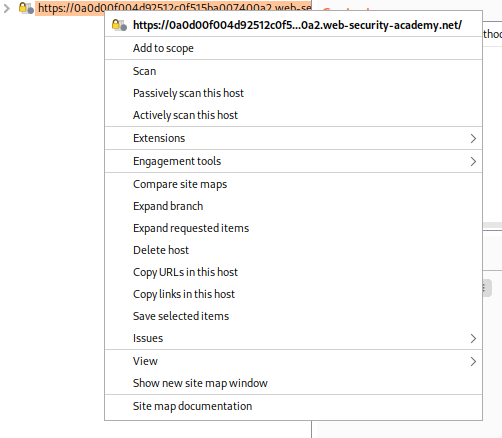 https://0a0d00f004d92512c0f515ba007400a2.web-se
https://0a0d00f004d92512c0f5...0a2.web-security-academy.net/
Add to scope
Scan
Passively scan this host
Actively scan this host
Extensions
Engagement tools
Compare site maps
Expand branch
Expand requested items
Delete host
Copy URLs in this host
Copy links in this host
Save selected items
Issues
View
Show new site map window
Site map documentation